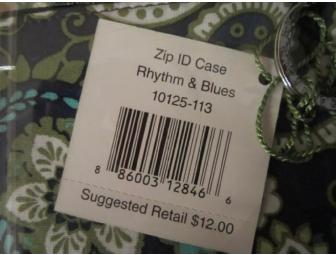 Zip ID Case
Rhythm & Blues
10125-113
8 86003 12846 6
Suggested Retail $12.00